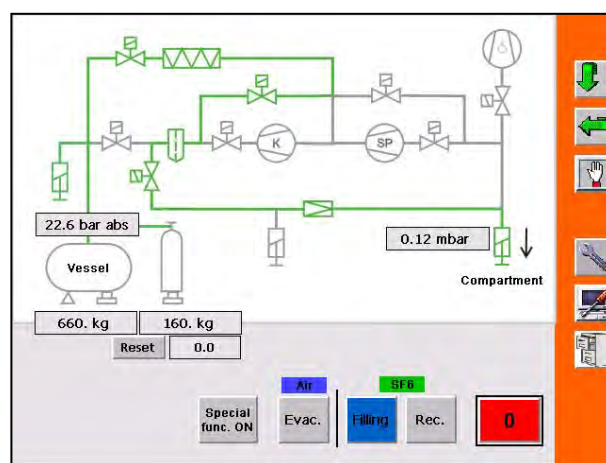 K
SP
22.6 bar abs
0.12 mbar
Vessel
Compartment
660. kg
160. kg
Reset
0.0
Air
SF6
Special
func. ON
Evac.
Filling
Rec.
0